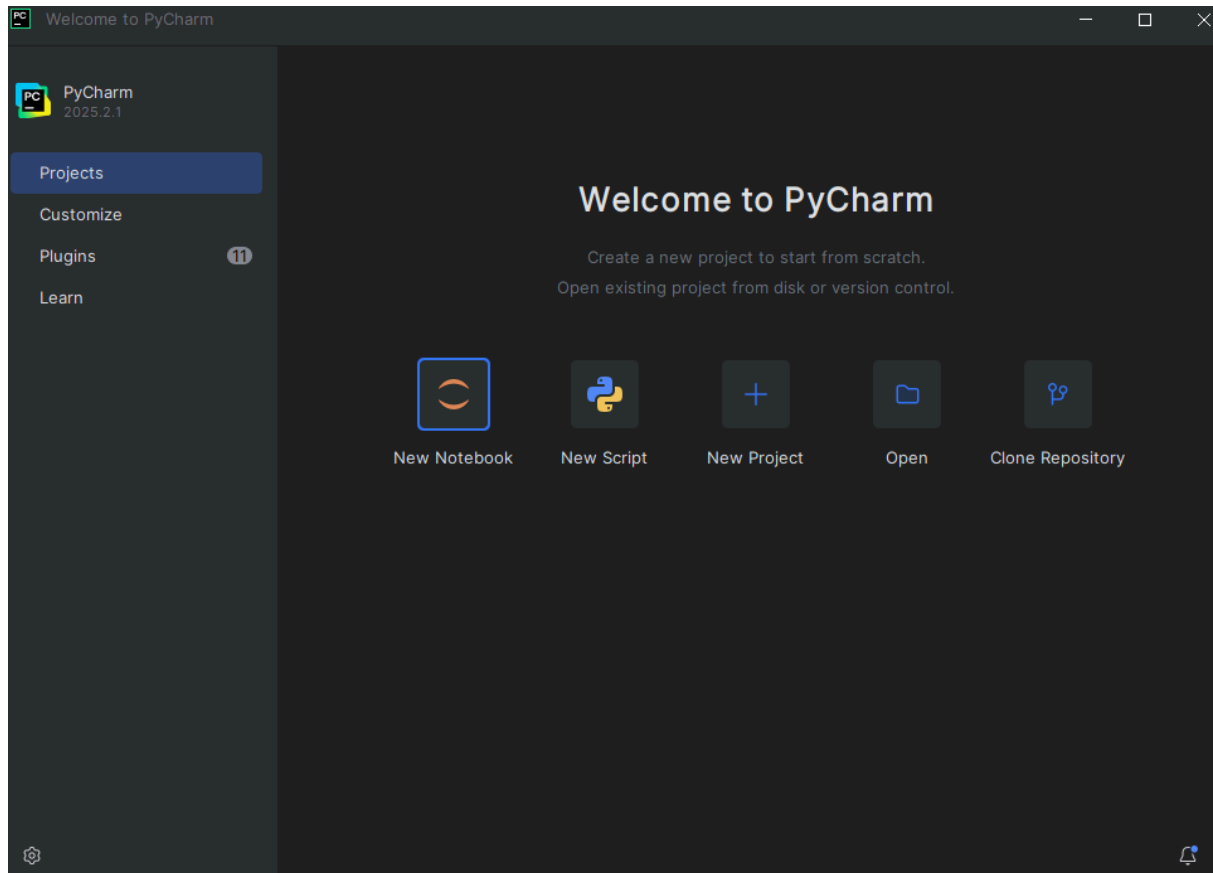 PC Welcome to PyCharm
PC PyCharm
2025.2.1
Projects
Customize
Plugins 11
Learn
Welcome to PyCharm
Create a new project to start from scratch.
Open existing project from disk or version control.
New Notebook New Script New Project Open Clone Repository